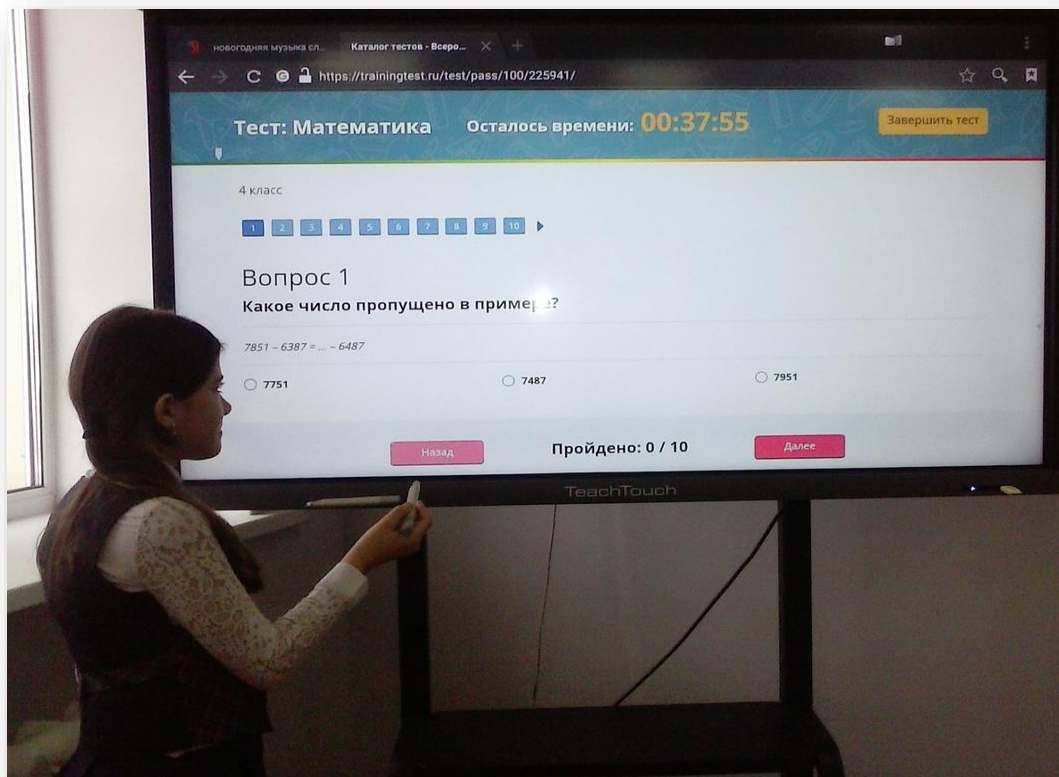 новогодняя музыка сл... Каталог тестов - Всеро...
https://trainingtest.ru/test/pass/100/225941/
Тест: Математика Осталось времени: 00:37:55 Завершить тест
4 класс
1 2 3 4 5 6 7 8 9 10
Вопрос 1
Какое число пропущено в примере?
7851 – 6387 = ... – 6487
7751 7487 7951
Назад Пройдено: 0 / 10 Далее
TeachTouch